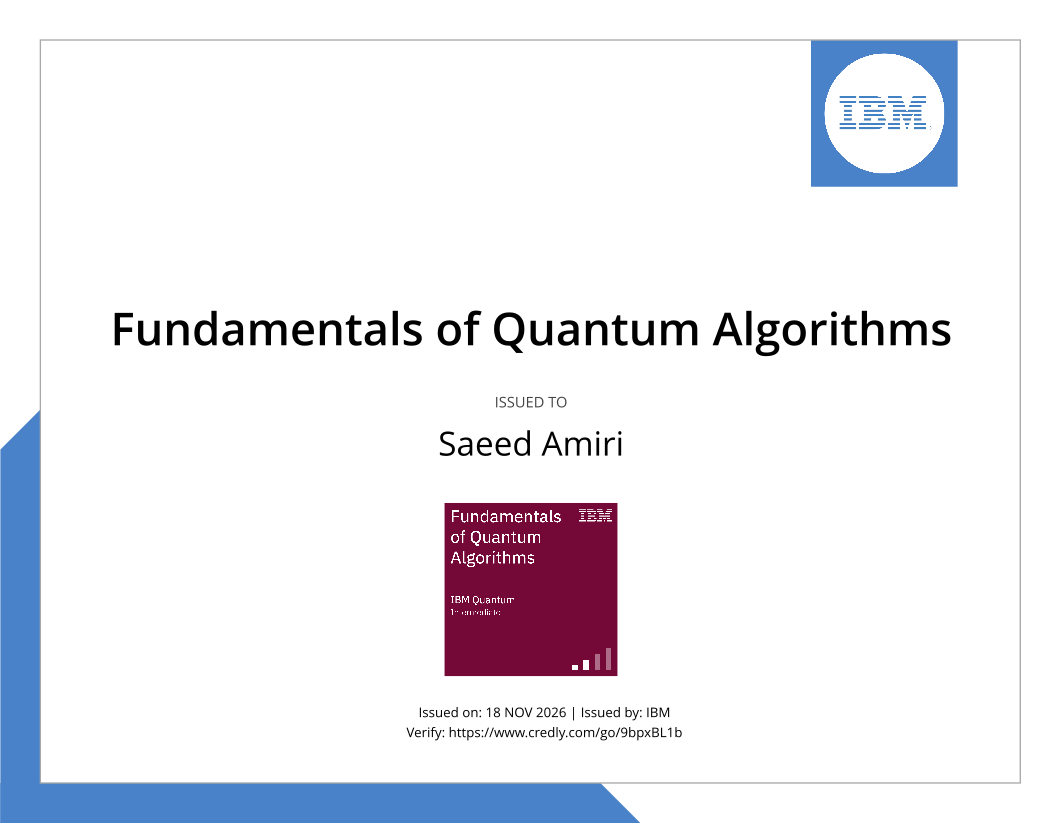 IBM
Fundamentals of Quantum Algorithms
ISSUED TO
Saeed Amiri
Fundamentals IBM
of Quantum
Algorithms
IBM Quantum
Intermediate
Issued on: 18 NOV 2026 | Issued by: IBM
Verify: https://www.credly.com/go/9bpxBL1b